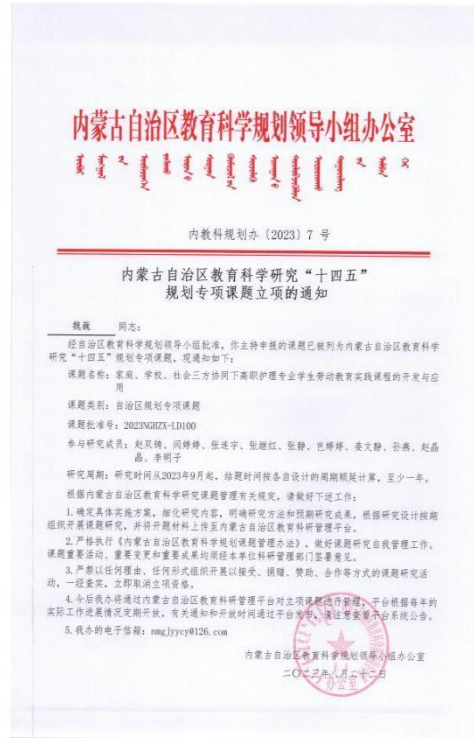 内蒙古自治区教育科学规划领导小组办公室
内教科规划办〔2023〕7 号
内蒙古自治区教育科学研究“十四五”
规划专项课题立项的通知
魏巍 同志：
经自治区教育科学规划领导小组批准，你主持申报的课题已被列为内蒙古自治区教育科学
研究“十四五”规划专项课题，现通知如下：
课题名称：家庭、学校、社会三方协同下高职护理专业学生劳动教育实践课程的开发与应
用
课题类别：自治区规划专项课题
课题批准号：2023NGHZX-LD100
参与研究成员：赵双铸、闫婷婷、张连宇、张继红、张静、芭婷婷、姜文静、孙燕、赵晶
晶、李明子
研究周期：研究时间从2023年9月起，结题时间按各自设计的周期顺延计算，至少一年。
根据内蒙古自治区教育科学研究课题管理有关规定，请做好下述工作：
1.确定具体实施方案，细化研究内容，明确研究方法和预期研究成果，根据研究设计按期
组织开展课题研究，并将开题材料上传至内蒙古自治区教育科研管理平台。
2.严格执行《内蒙古自治区教育科学规划课题管理办法》，做好课题研究自我管理工作。
课题重要活动、重要变更和重要成果均须经本单位科研管理部门签署意见。
3.严禁以任何理由、任何形式组织开展以接受、捐赠、赞助、合作等方式的课题研究活
动，一经查实，立即取消立项资格。
4.今后我办将通过内蒙古自治区教育科研管理平台对立项课题进行管理，平台根据每年的
实际工作进展情况定期开放，有关通知和开放时间通过平台发书，请注意查看平台系统公告。
5.我办的电子信箱：nmgjyycy@126.com
内蒙古自治区教育科学规划领导小组办公室
二〇二三年八月二十二日